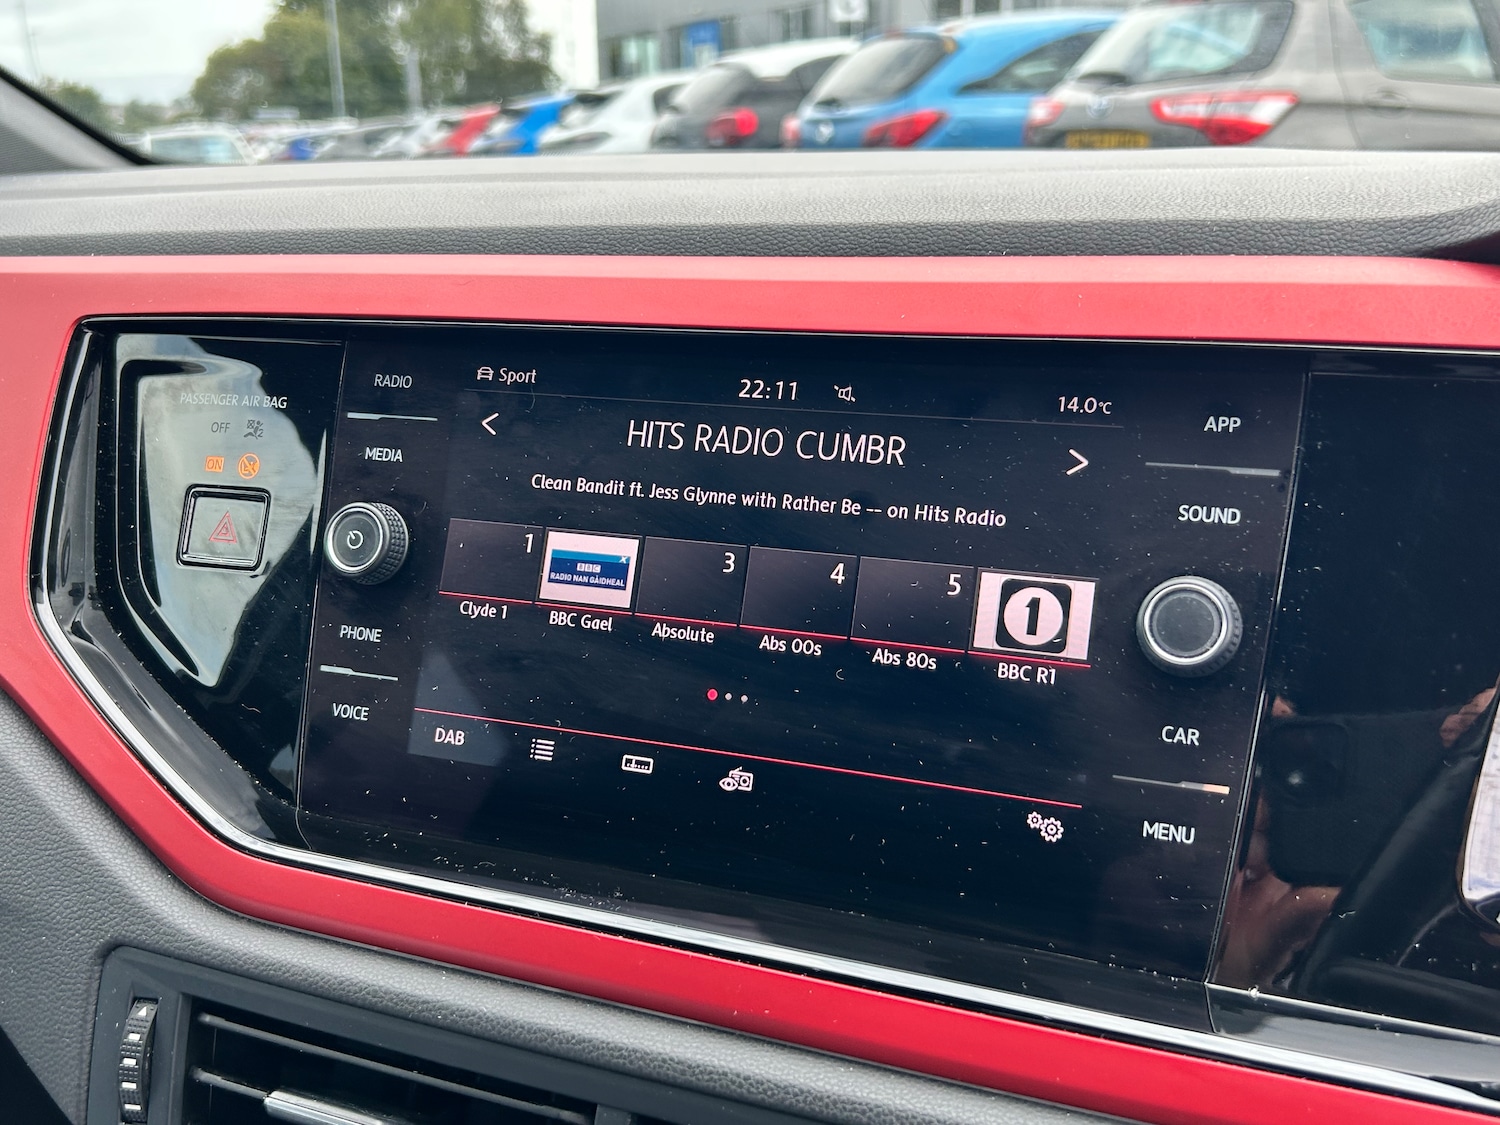 PASSENGER AIR BAG
OFF
ON
RADIO
MEDIA
PHONE
VOICE
Sport
22:11
14.0°C
HITS RADIO CUMBR
Clean Bandit ft. Jess Glynne with Rather Be -- on Hits Radio
1
BBC
RADIO NAN GÀIDHEAL
3
4
5
1
Clyde 1
BBC Gael
Absolute
Abs 00s
Abs 80s
BBC R1
DAB
APP
SOUND
CAR
MENU